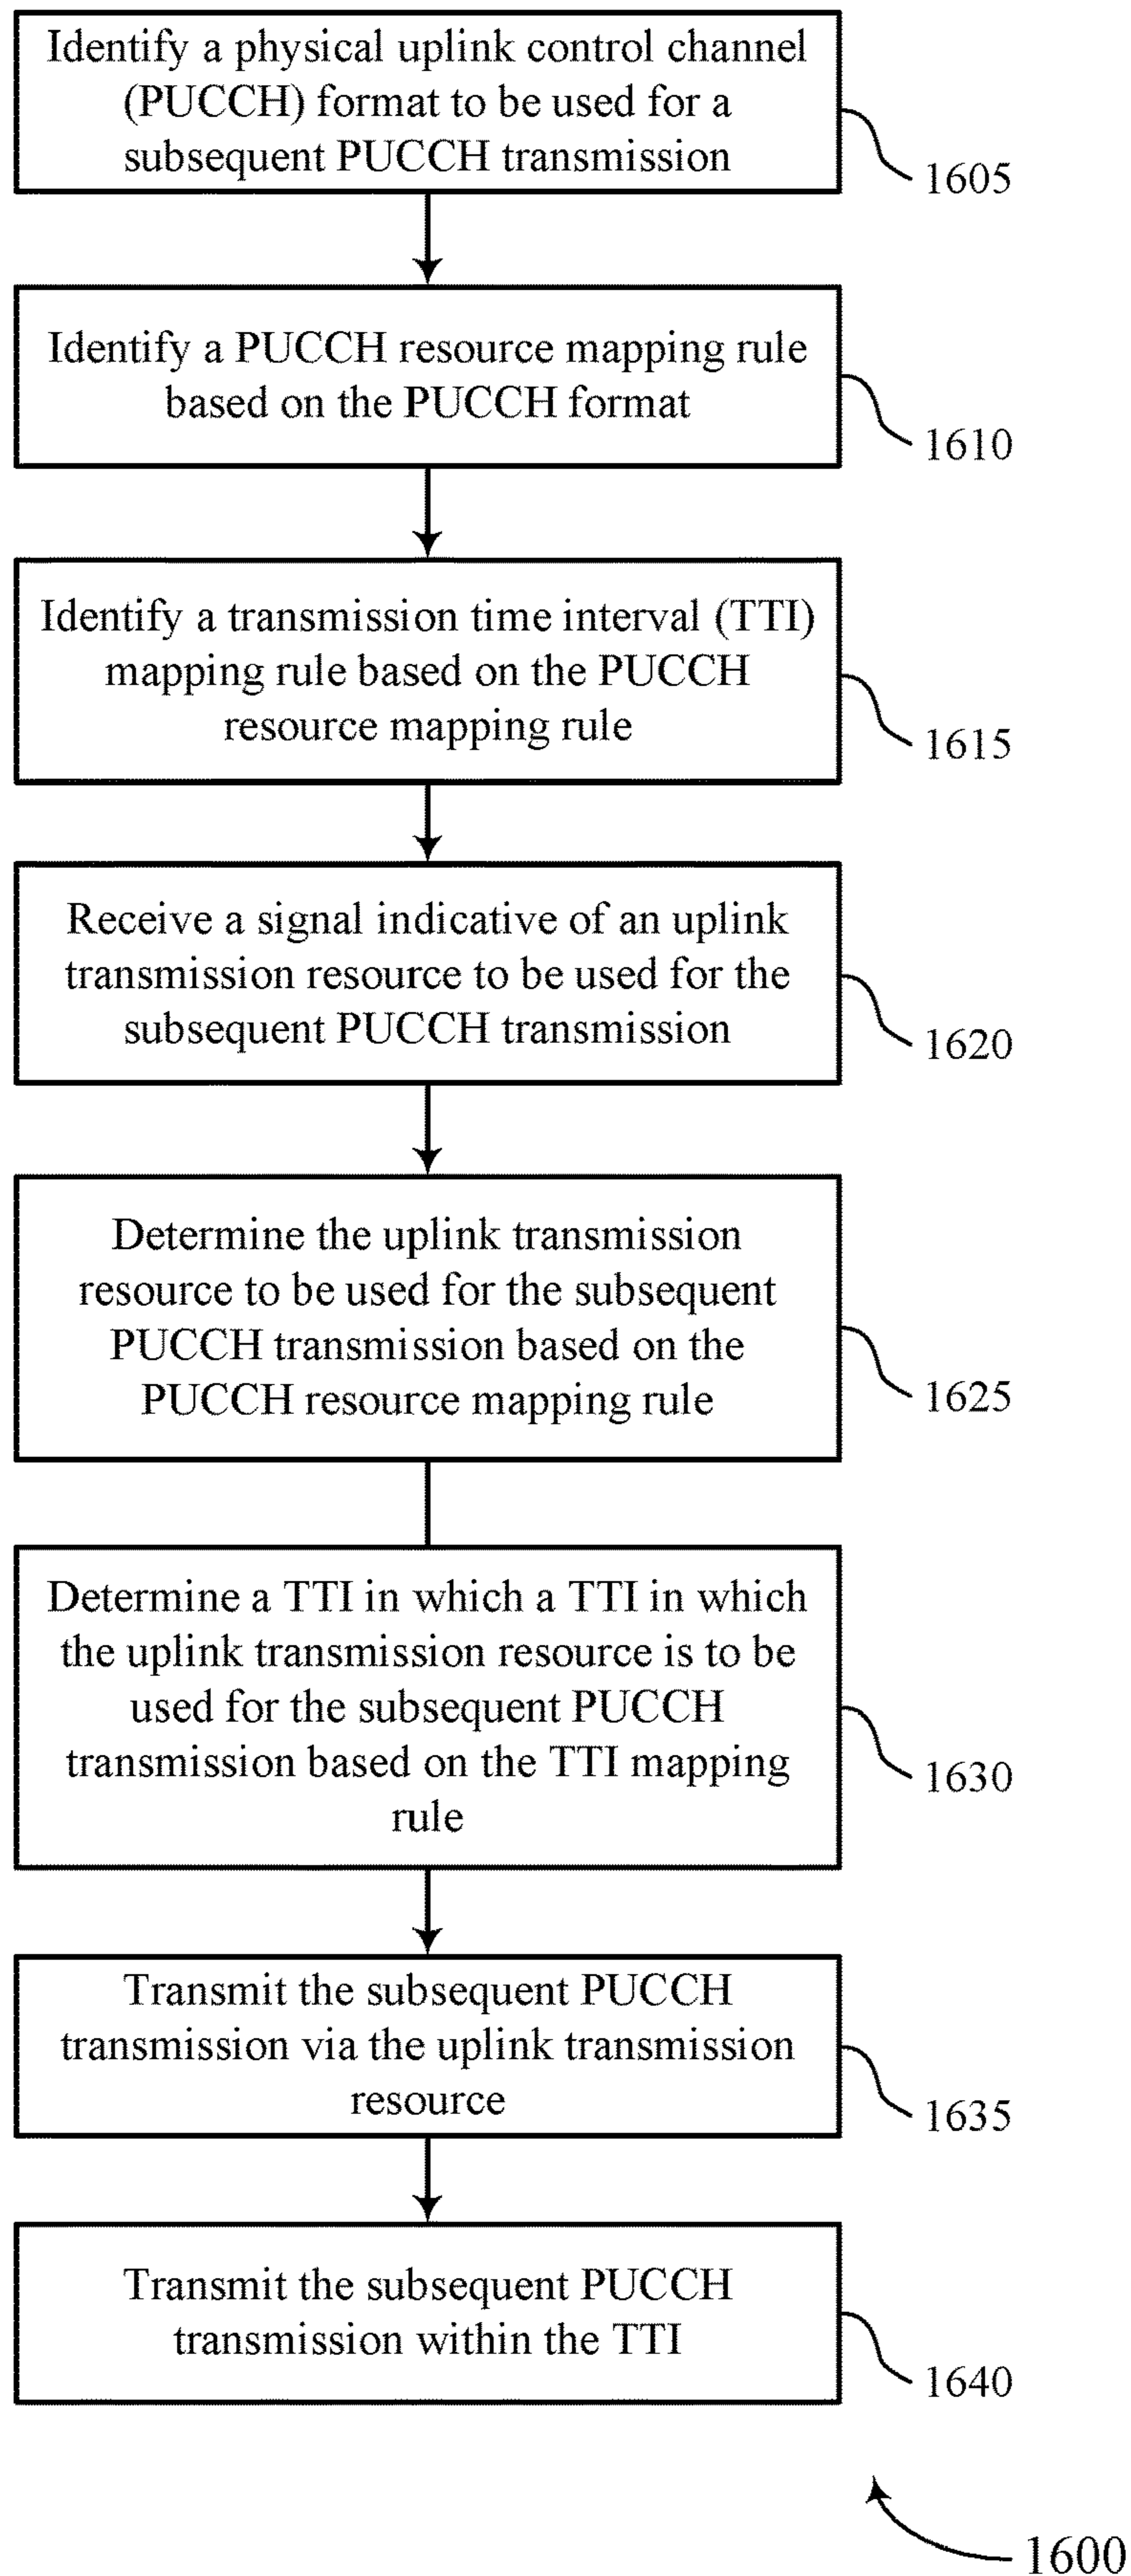 Identify a physical uplink control channel
(PUCCH) format to be used for a
subsequent PUCCH transmission
1605
Identify a PUCCH resource mapping rule
based on the PUCCH format
1610
Identify a transmission time interval (TTI)
mapping rule based on the PUCCH
resource mapping rule
1615
Receive a signal indicative of an uplink
transmission resource to be used for the
subsequent PUCCH transmission
1620
Determine the uplink transmission
resource to be used for the subsequent
PUCCH transmission based on the
PUCCH resource mapping rule
1625
Determine a TTI in which a TTI in which
the uplink transmission resource is to be
used for the subsequent PUCCH
transmission based on the TTI mapping
rule
1630
Transmit the subsequent PUCCH
transmission via the uplink transmission
resource
1635
Transmit the subsequent PUCCH
transmission within the TTI
1640
1600